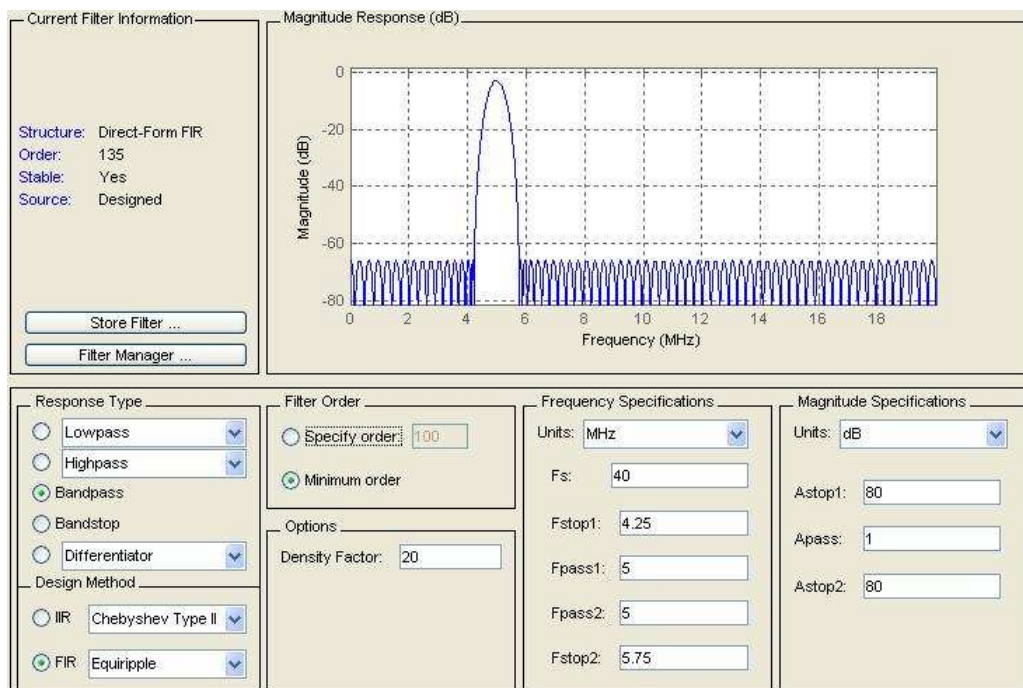 Current Filter Information
Structure: Direct-Form FIR
Order: 135
Stable: Yes
Source: Designed
Store Filter ...
Filter Manager ...
Magnitude Response (dB)
Magnitude (dB)
0
-20
-40
-60
-80
0 2 4 6 8 10 12 14 16 18
Frequency (MHz)
Response Type
Lowpass
Highpass
Bandpass
Bandstop
Differentiator
Design Method
IIR Chebyshev Type II
FIR Equiripple
Filter Order
Specify order: 100
Minimum order
Options
Density Factor: 20
Frequency Specifications
Units: MHz
Fs: 40
Fstop1: 4.25
Fpass1: 5
Fpass2: 5
Fstop2: 5.75
Magnitude Specifications
Units: dB
Astop1: 80
Apass: 1
Astop2: 80